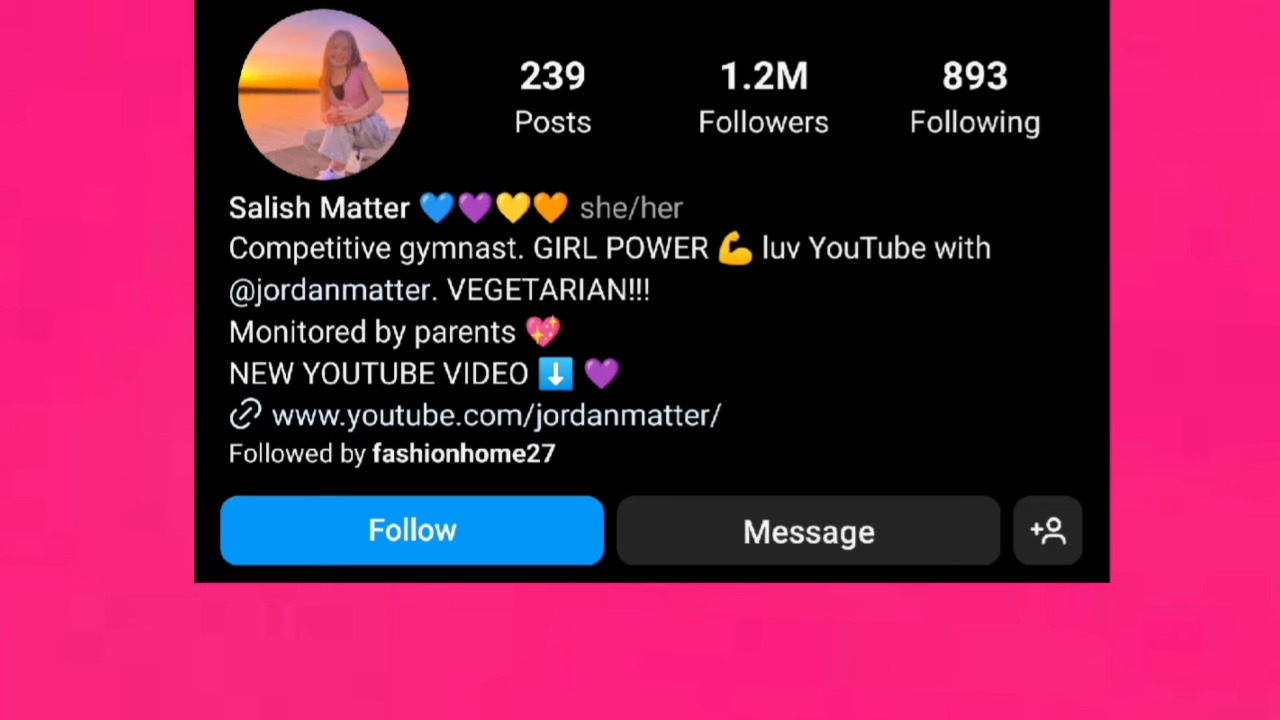 239 1.2M 893
Posts Followers Following
Salish Matter 💙💜💛🧡 she/her
Competitive gymnast. GIRL POWER 💪 luv YouTube with
@jordanmatter. VEGETARIAN!!!
Monitored by parents 💖
NEW YOUTUBE VIDEO ⬇️ 💜
www.youtube.com/jordanmatter/
Followed by fashionhome27
Follow Message